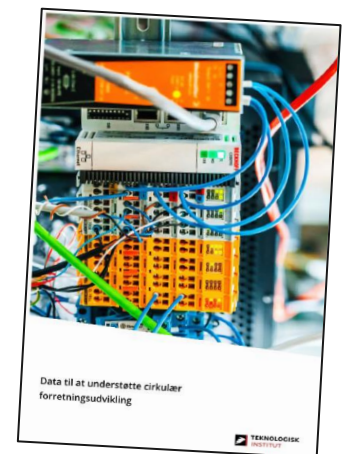 Data til at understøtte cirkulær
forretningsudvikling
TEKNOLOGISK
INSTITUT